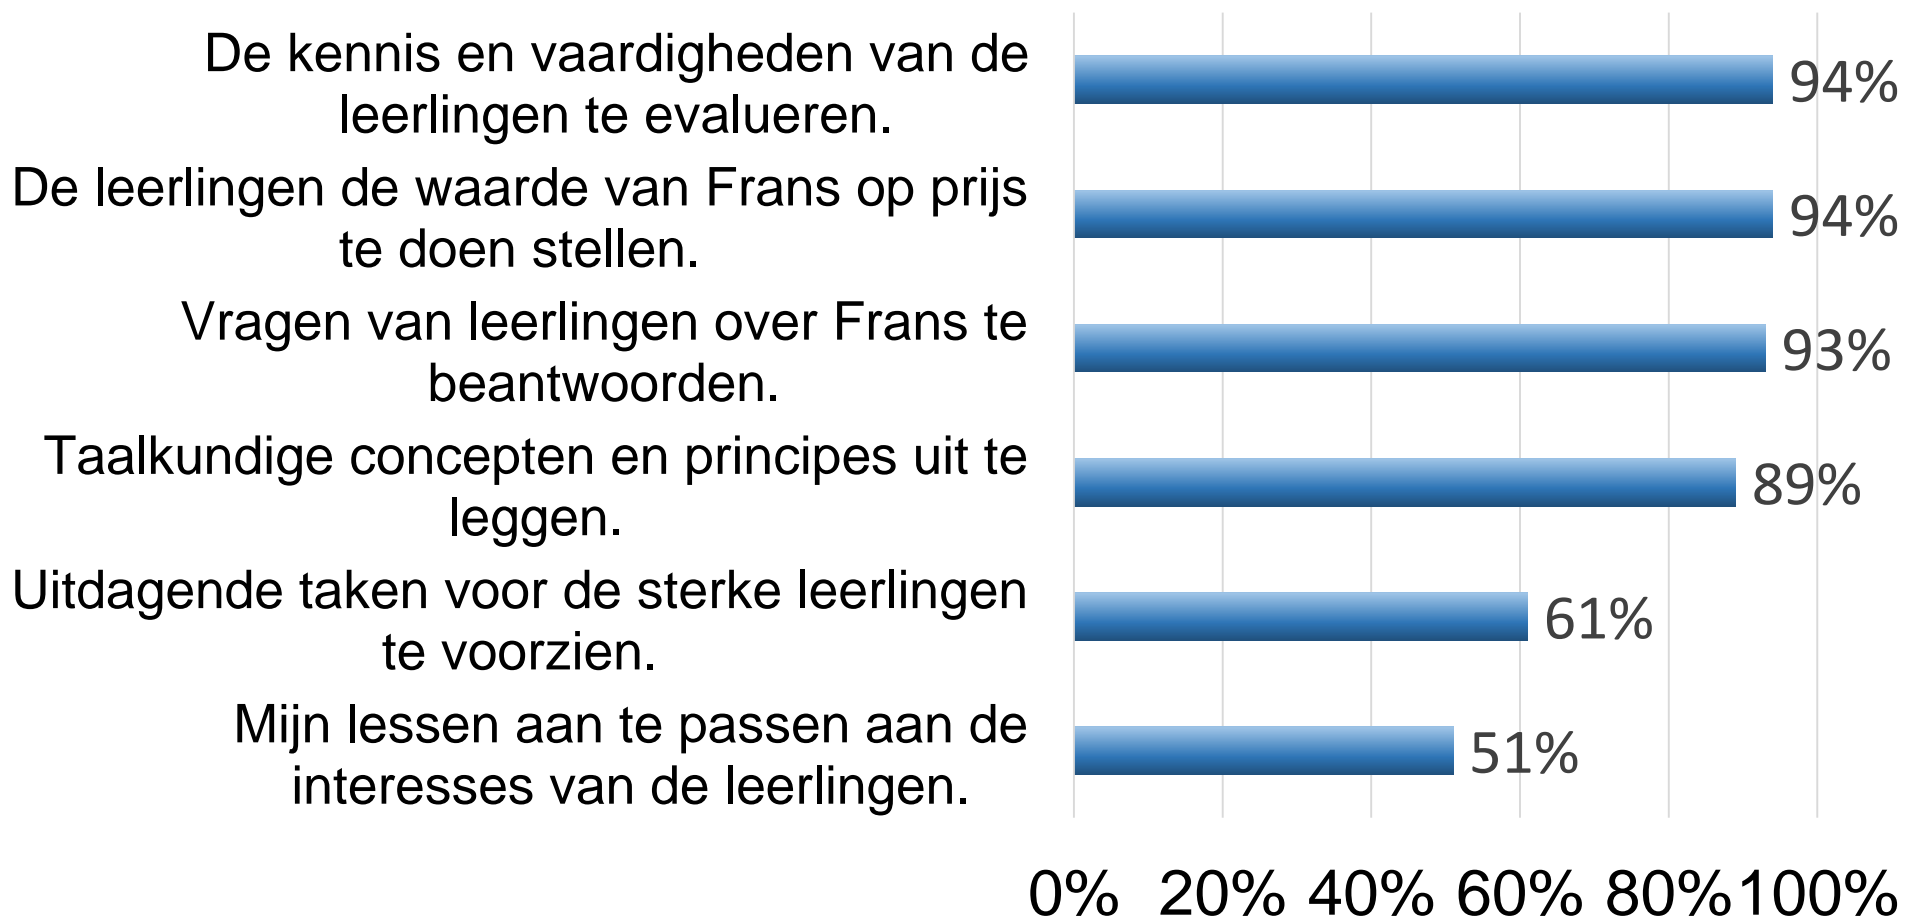 De kennis en vaardigheden van de
leerlingen te evalueren.
94%
De leerlingen de waarde van Frans op prijs
te doen stellen.
94%
Vragen van leerlingen over Frans te
beantwoorden.
93%
Taalkundige concepten en principes uit te
leggen.
89%
Uitdagende taken voor de sterke leerlingen
te voorzien.
61%
Mijn lessen aan te passen aan de
interesses van de leerlingen.
51%
0% 20% 40% 60% 80% 100%